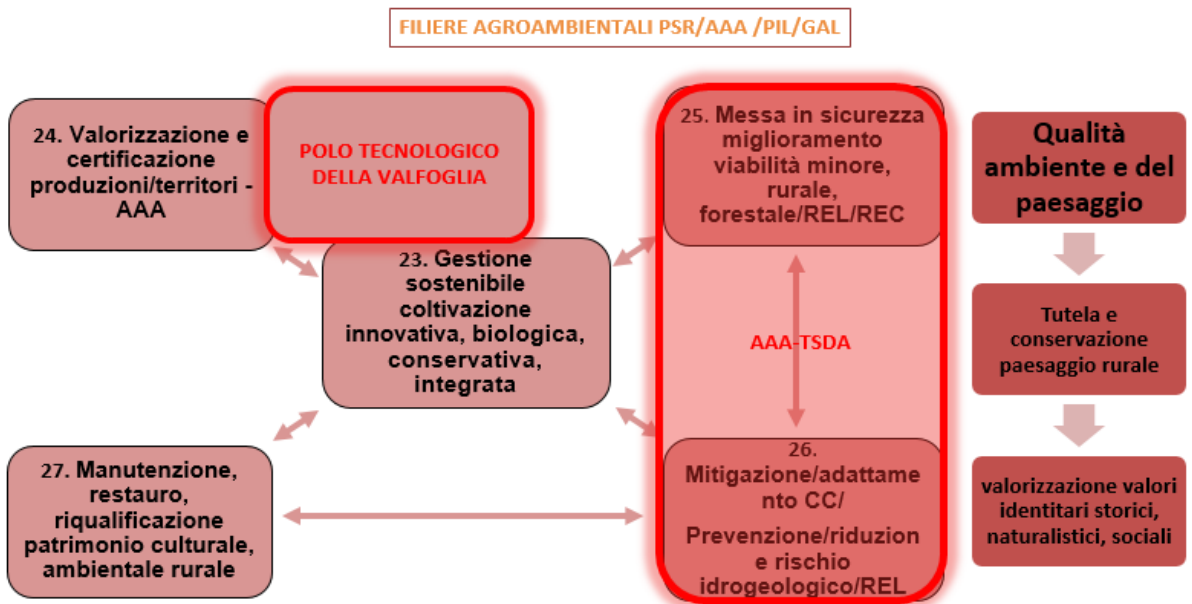 FILIERE AGROAMBIENTALI PSR/AAA /PIL/GAL
24. Valorizzazione e
certificazione
produzioni/territori -
AAA
POLO TECNOLOGICO
DELLA VALFOGLIA
25. Messa in sicurezza
miglioramento
viabilità minore,
rurale,
forestale/REL/REC
Qualità
ambiente e del
paesaggio
23. Gestione
sostenibile
coltivazione
innovativa, biologica,
conservativa,
integrata
AAA-TSDA
Tutela e
conservazione
paesaggio rurale
27. Manutenzione,
restauro,
riqualificazione
patrimonio culturale,
ambientale rurale
26.
Mitigazione/adattame
nto CC/
Prevenzione/riduzion
e rischio
idrogeologico/REL
valorizzazione valori
identitari storici,
naturalistici, sociali